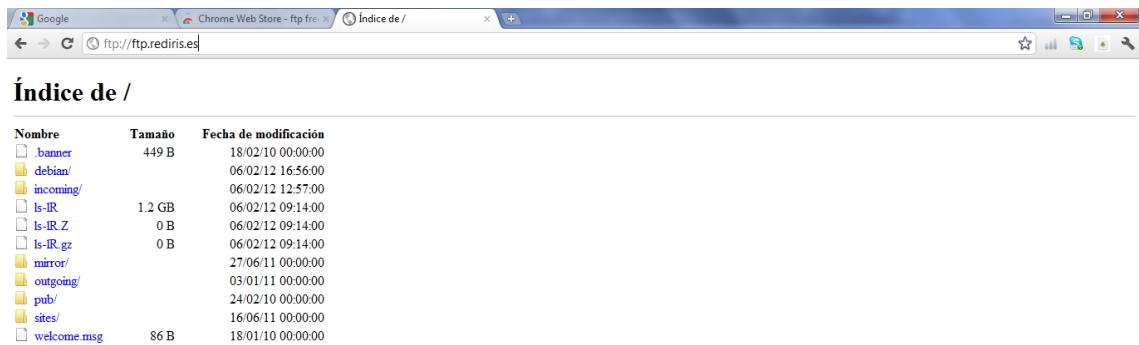 Google
Chrome Web Store - ftp fre
Índice de /
ftp://ftp.rediris.es
Índice de /
Nombre Tamaño Fecha de modificación
.banner 449 B 18/02/10 00:00:00
debian/ 06/02/12 16:56:00
incoming/ 06/02/12 12:57:00
ls-lR 1.2 GB 06/02/12 09:14:00
ls-lR.Z 0 B 06/02/12 09:14:00
ls-lR.gz 0 B 06/02/12 09:14:00
mirror/ 27/06/11 00:00:00
outgoing/ 03/01/11 00:00:00
pub/ 24/02/10 00:00:00
sites/ 16/06/11 00:00:00
welcome.msg 86 B 18/01/10 00:00:00